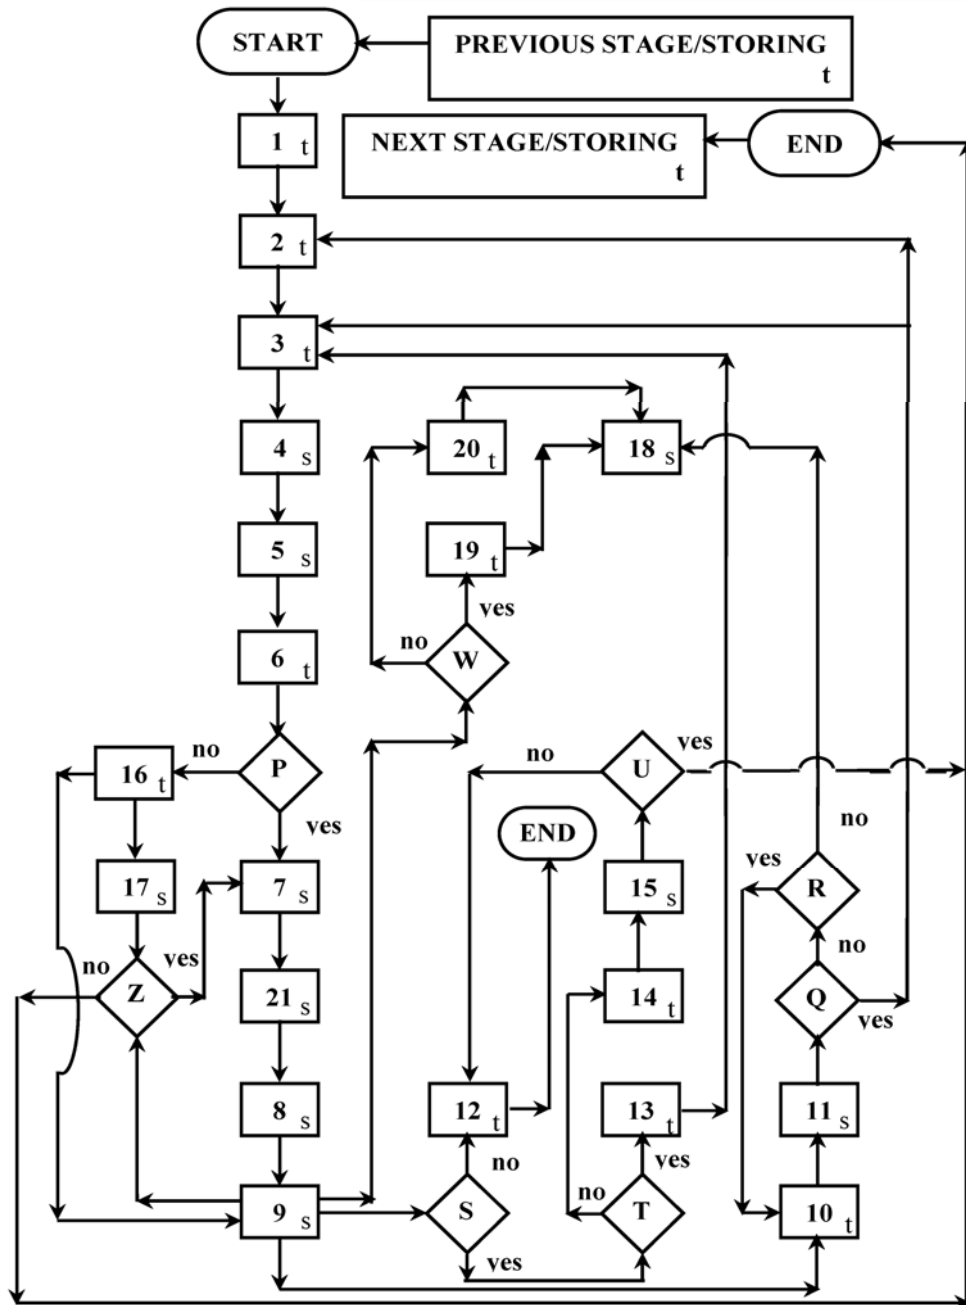 START
PREVIOUS STAGE/STORING
t
1 t
NEXT STAGE/STORING
t
END
2 t
3 t
4 s
20 t
18 s
5 s
19 t
yes
6 t
no
W
16 t
no
P
no
U
yes
yes
END
no
17 s
7 s
15 s
yes
R
no
yes
Z
21 s
14 t
no
Q
yes
8 s
12 t
13 t
11 s
no
yes
9 s
S
no
T
10 t
yes